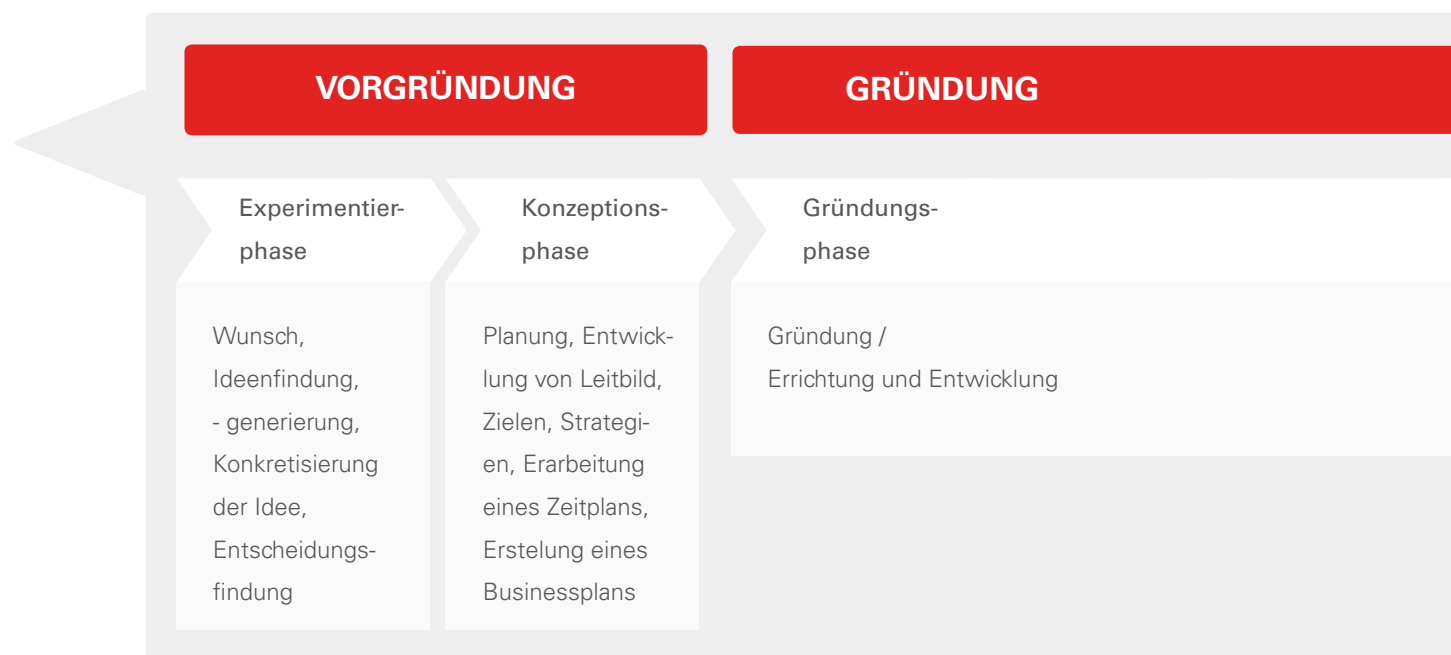 VORGRÜNDUNG
GRÜNDUNG
Experimentier-
phase
Konzeptions-
phase
Gründungs-
phase
Wunsch,
Ideenfindung,
- generierung,
Konkretisierung
der Idee,
Entscheidungs-
findung
Planung, Entwick-
lung von Leitbild,
Zielen, Strategi-
en, Erarbeitung
eines Zeitplans,
Erstelung eines
Businessplans
Gründung /
Errichtung und Entwicklung